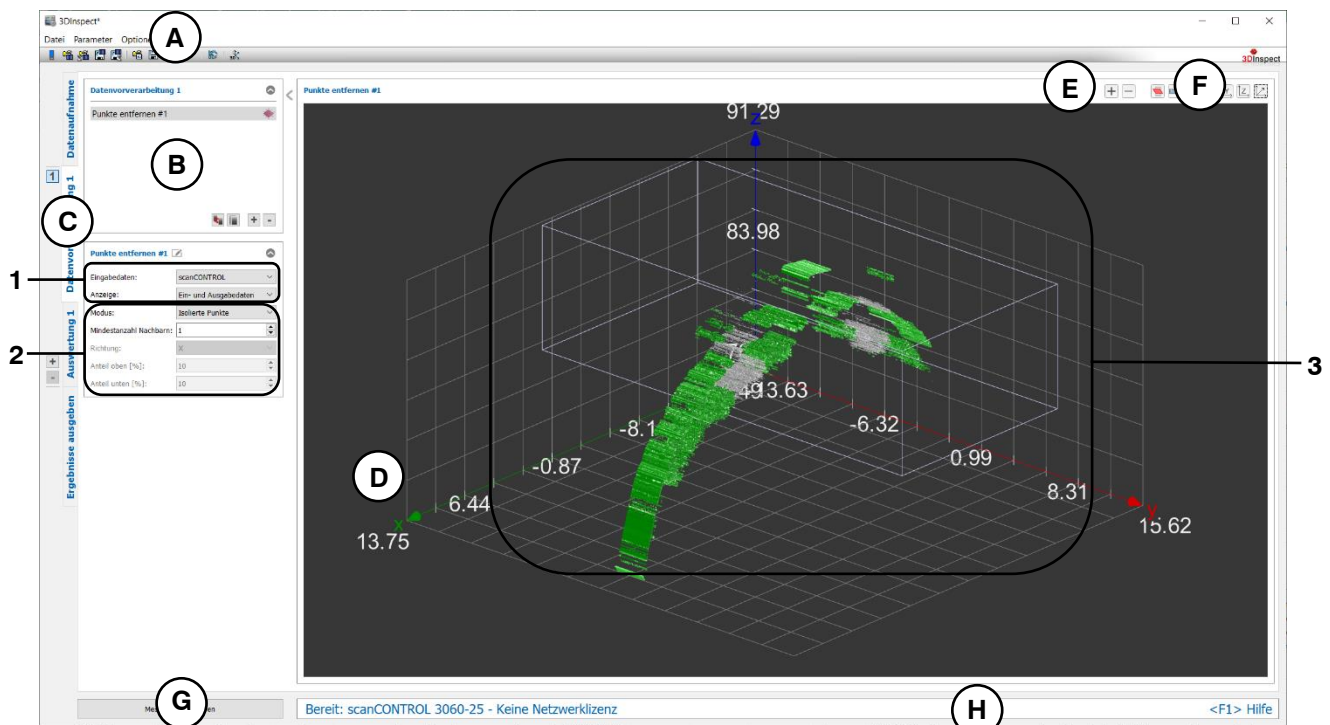 3DInspect*
Datei Parameter
A
3DInspect
Datenaufnahme
Datenvorverarbeitung 1
Punkte entfernen #1
B
1
C
Auswertung 1
Ergebnisse ausgeben
+ -
Punkte entfernen #1
1
Eingabedaten: scanCONTROL
Anzeige: Ein- und Ausgabedaten
2
Modus: Isolierte Punkte
Mindestanzahl Nachbarn: 1
Richtung: X
Anteil oben [%]: 10
Anteil unten [%]: 10
+
-
Punkte entfernen #1
E
+ −
F
91.29
z
83.98
3
13.63
-8.1
-6.32
-0.87
0.99
D
6.44
8.31
x
13.75
y
15.62
G
Bereit: scanCONTROL 3060-25 - Keine Netzwerklizenz
H
<F1> Hilfe